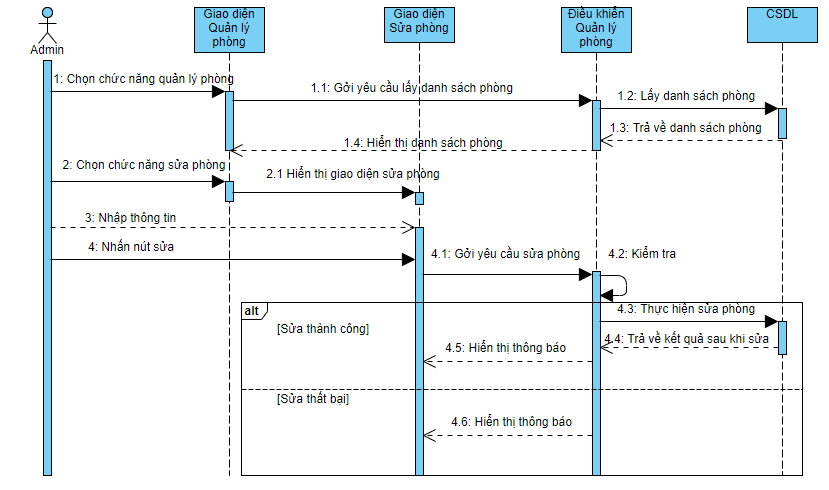 Giao diện
Quản lý
phòng
Giao diện
Sửa phòng
Điều khiển
Quản lý
phòng
CSDL
Admin
1: Chọn chức năng quản lý phòng
1.1: Gởi yêu cầu lấy danh sách phòng
1.2: Lấy danh sách phòng
1.3: Trả về danh sách phòng
1.4: Hiển thị danh sách phòng
2: Chọn chức năng sửa phòng
2.1 Hiển thị giao diện sửa phòng
3: Nhập thông tin
4: Nhấn nút sửa
4.1: Gởi yêu cầu sửa phòng
4.2: Kiểm tra
alt
4.3: Thực hiện sửa phòng
[Sửa thành công]
4.4: Trả về kết quả sau khi sửa
4.5: Hiển thị thông báo
[Sửa thất bại]
4.6: Hiển thị thông báo